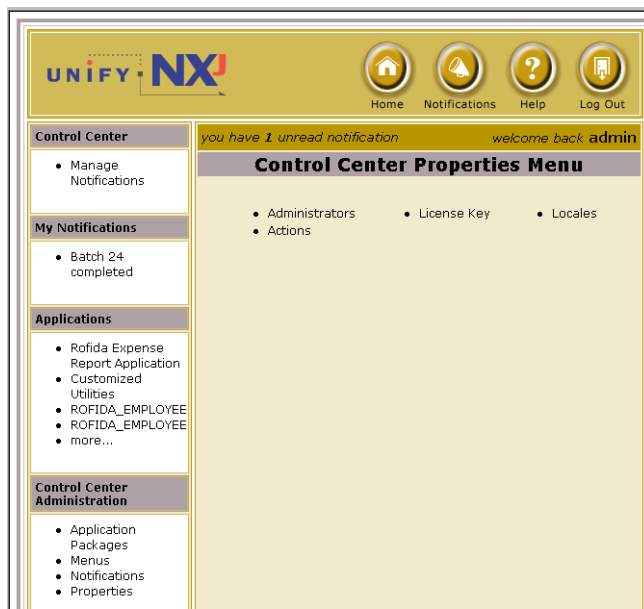 UNiFY NXJ
Home Notifications Help Log Out
Control Center
Manage
Notifications
My Notifications
Batch 24
completed
Applications
Rofida Expense
Report Application
Customized
Utilities
ROFIDA_EMPLOYEE
ROFIDA_EMPLOYEE
more...
Control Center
Administration
Application
Packages
Menus
Notifications
Properties
you have 1 unread notification welcome back admin
Control Center Properties Menu
Administrators License Key Locales
Actions